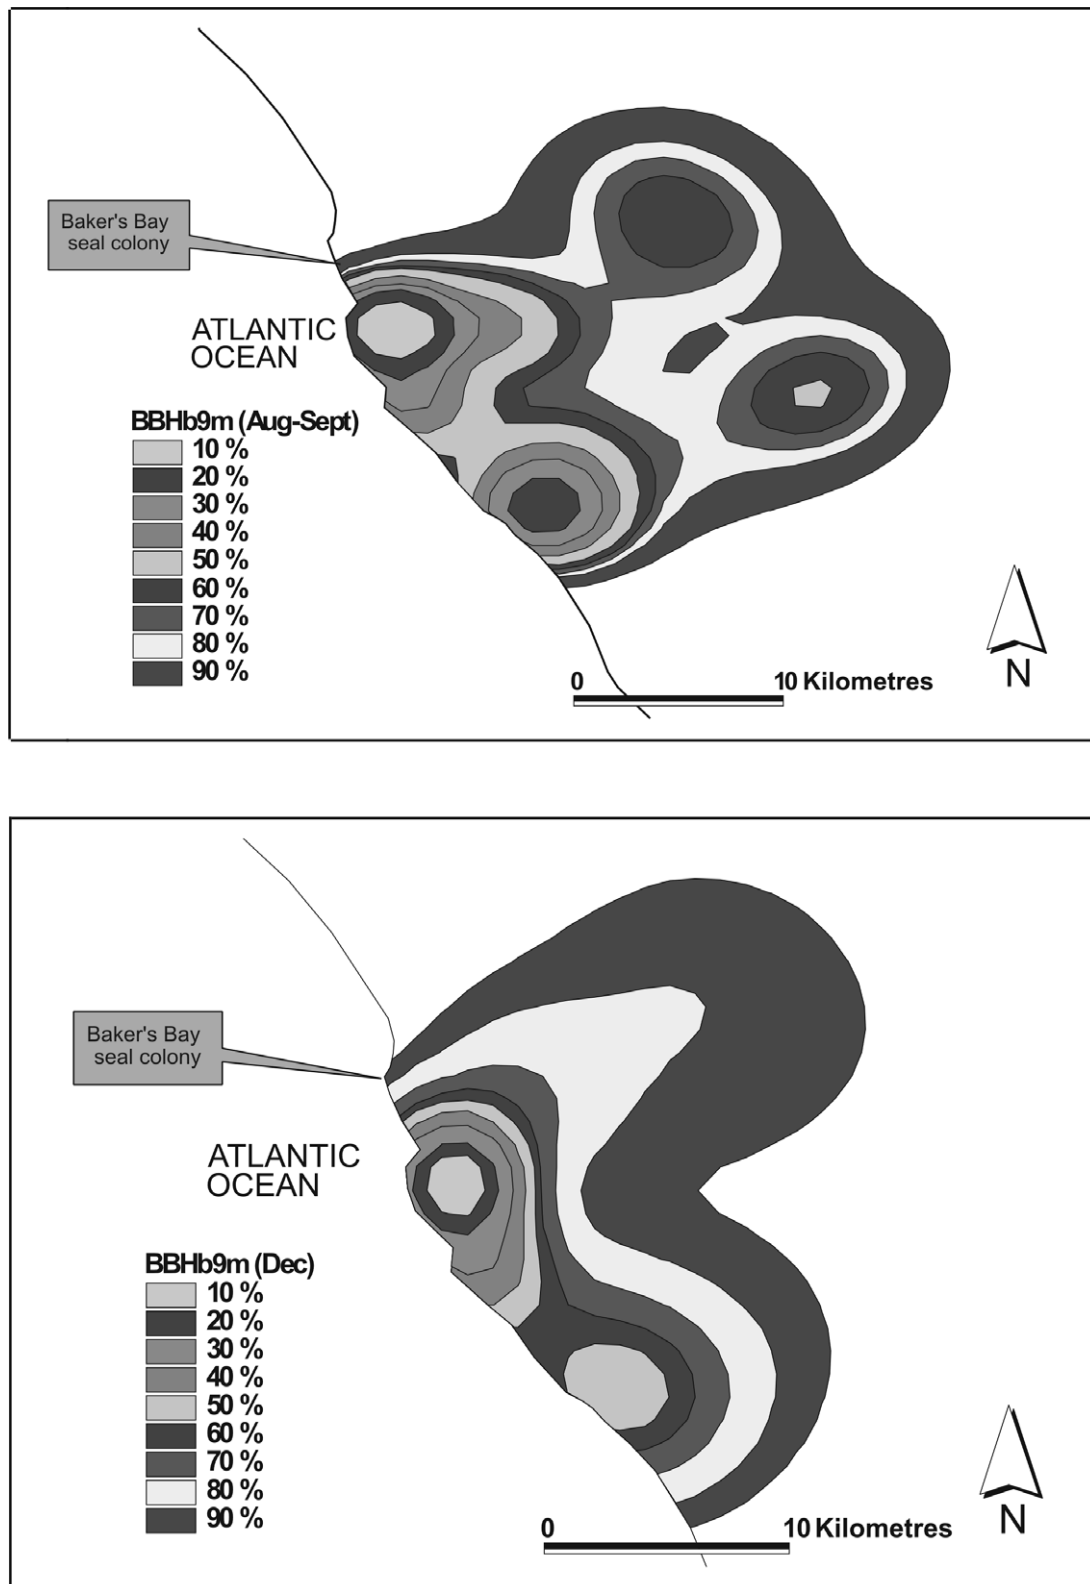 Baker's Bay
seal colony
ATLANTIC
OCEAN
BBHb9m (Aug-Sept)
10 %
20 %
30 %
40 %
50 %
60 %
70 %
80 %
90 %
0 10 Kilometres
N
Baker's Bay
seal colony
ATLANTIC
OCEAN
BBHb9m (Dec)
10 %
20 %
30 %
40 %
50 %
60 %
70 %
80 %
90 %
0 10 Kilometres
N